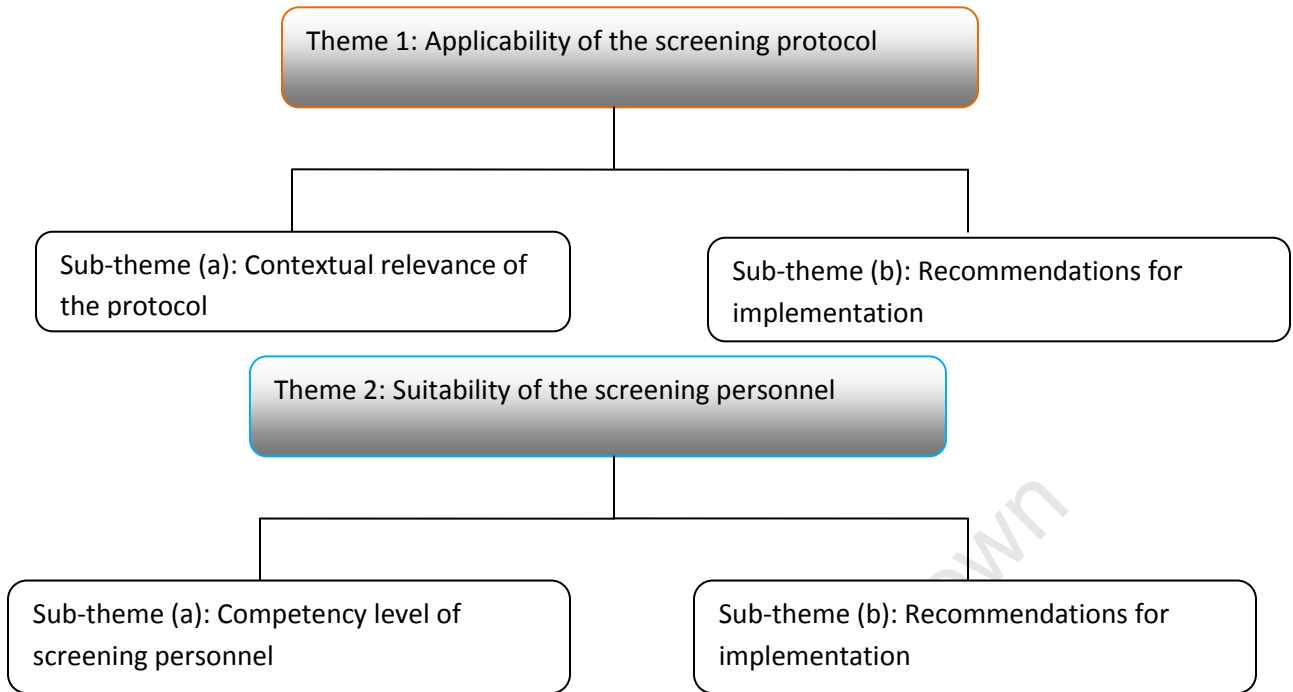 Theme 1: Applicability of the screening protocol
Sub-theme (a): Contextual relevance of
the protocol
Sub-theme (b): Recommendations for
implementation
Theme 2: Suitability of the screening personnel
Sub-theme (a): Competency level of
screening personnel
Sub-theme (b): Recommendations for
implementation